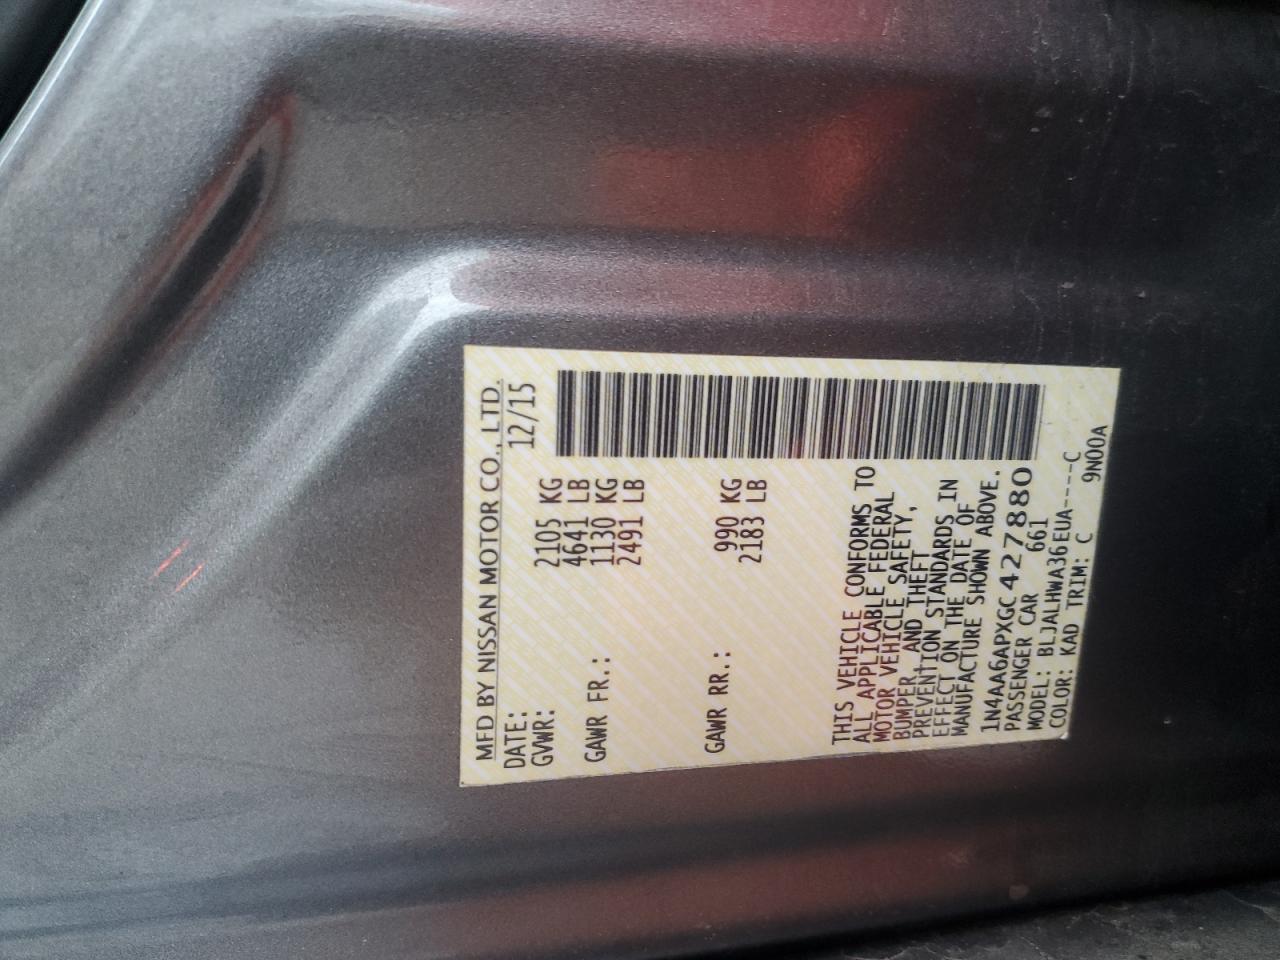 MFD BY NISSAN MOTOR CO., LTD.
DATE: 12/15
GVWR: 2105 KG
4641 LB
GAWR FR.: 1130 KG
2491 LB
GAWR RR.: 990 KG
2183 LB
THIS VEHICLE CONFORMS TO
ALL APPLICABLE FEDERAL
MOTOR VEHICLE SAFETY,
BUMPER, AND THEFT
PREVENTION STANDARDS IN
EFFECT ON THE DATE OF
MANUFACTURE SHOWN ABOVE.
1N4AA6APXGC427880
PASSENGER CAR 661
MODEL: BLJALHWA36EUA----C
COLOR: KAD TRIM: C 9N00A